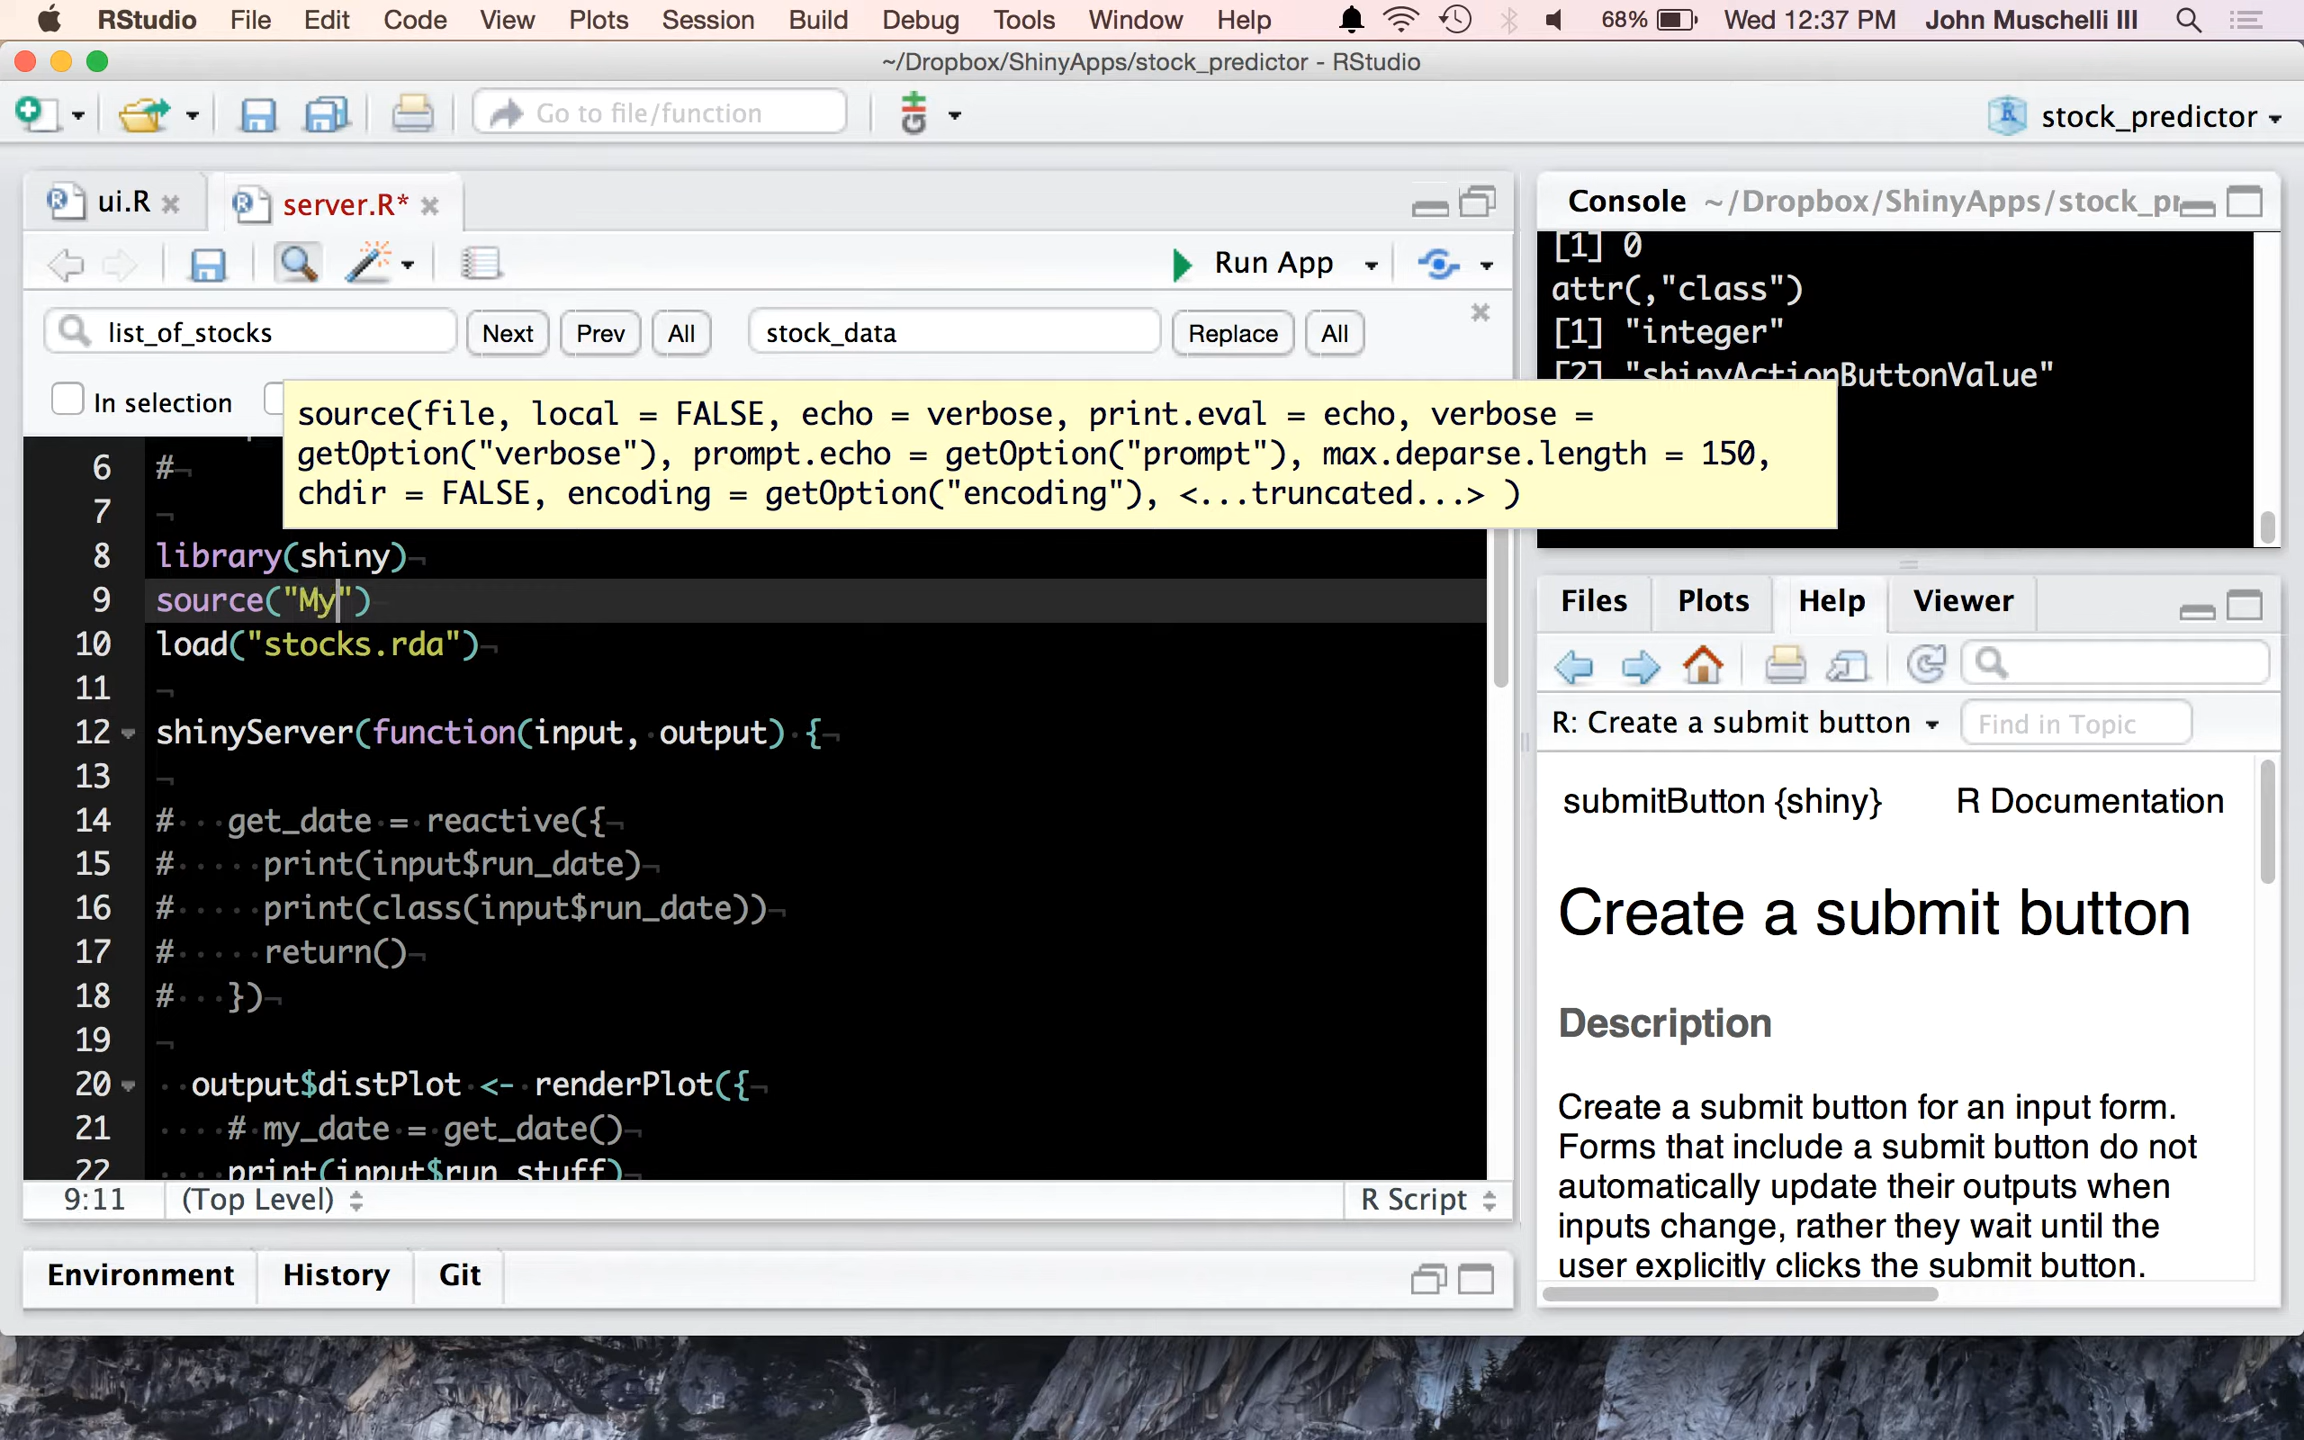 RStudio File Edit Code View Plots Session Build Debug Tools Window Help 68% Wed 12:37 PM John Muschelli III
~/Dropbox/ShinyApps/stock_predictor - RStudio
Go to file/function stock_predictor
ui.R server.R*
Run App
list_of_stocks Next Prev All stock_data Replace All
In selection
source(file, local = FALSE, echo = verbose, print.eval = echo, verbose =
getOption("verbose"), prompt.echo = getOption("prompt"), max.deparse.length = 150,
chdir = FALSE, encoding = getOption("encoding"), <...truncated...> )
6 #
7
8 library(shiny)
9 source("My")
10 load("stocks.rda")
11
12 shinyServer(function(input, output) {
13
14 # get_date = reactive({
15 # print(input$run_date)
16 # print(class(input$run_date))
17 # return()
18 # })
19
20 output$distPlot <- renderPlot({
21 # my_date = get_date()
22 print(input$run_stuff)
9:11 (Top Level) R Script
Environment History Git
Console ~/Dropbox/ShinyApps/stock_pr
[1] 0
attr(,"class")
[1] "integer"
[2] "shinyActionButtonValue"
Files Plots Help Viewer
R: Create a submit button Find in Topic
submitButton {shiny} R Documentation
Create a submit button
Description
Create a submit button for an input form.
Forms that include a submit button do not
automatically update their outputs when
inputs change, rather they wait until the
user explicitly clicks the submit button.